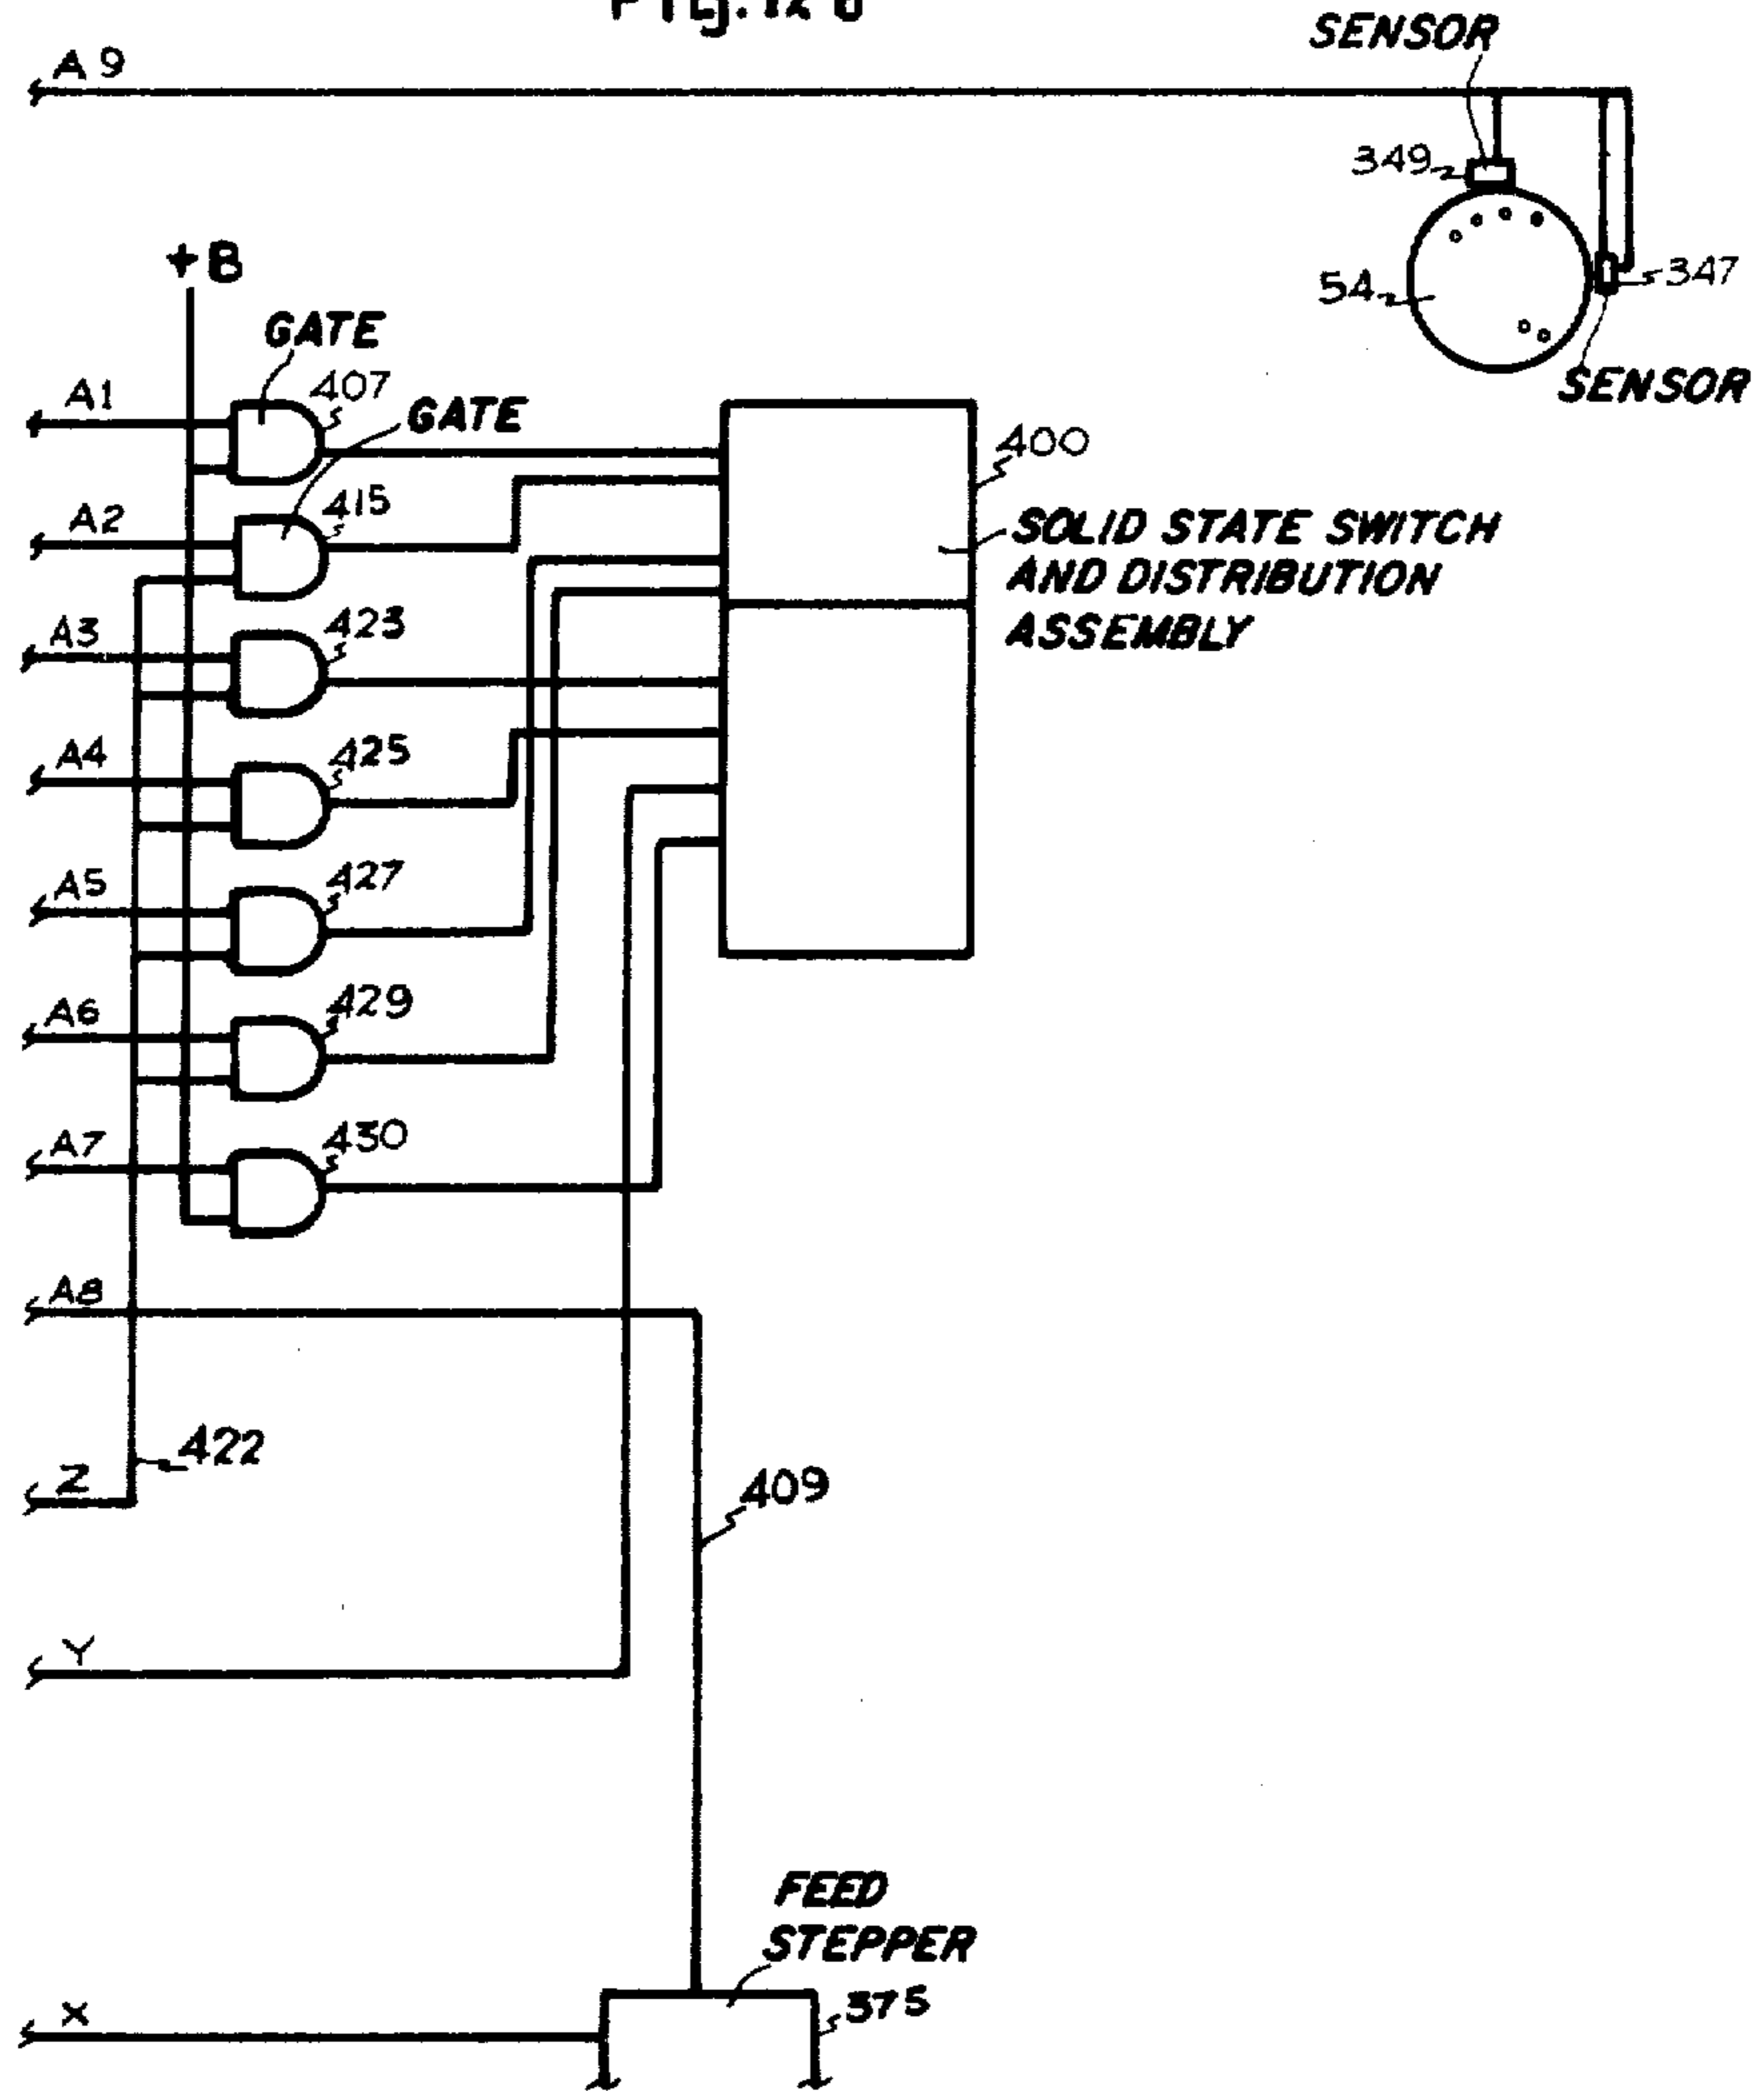 A9
SENSOR
349
54
347
SENSOR
+B
GATE
A1
407
GATE
400
A2
415
SOLID STATE SWITCH
AND DISTRIBUTION
ASSEMBLY
A3
423
A4
425
A5
427
A6
429
A7
430
A8
422
Z
409
Y
FEED
STEPPER
375
X